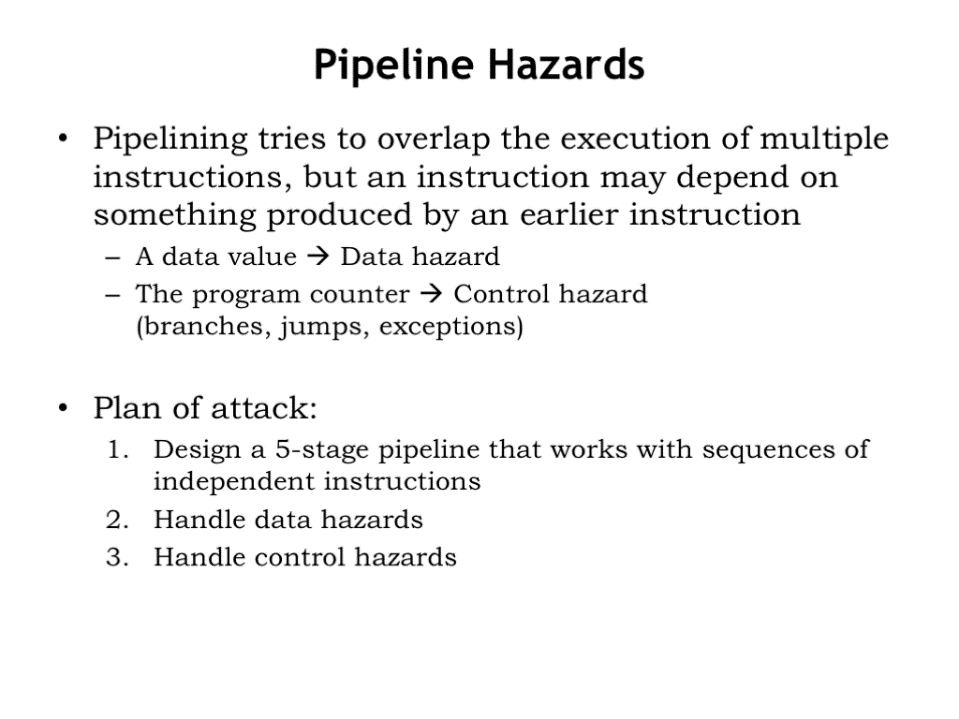 Pipeline Hazards
• Pipelining tries to overlap the execution of multiple
instructions, but an instruction may depend on
something produced by an earlier instruction
– A data value → Data hazard
– The program counter → Control hazard
(branches, jumps, exceptions)
• Plan of attack:
1. Design a 5-stage pipeline that works with sequences of
independent instructions
2. Handle data hazards
3. Handle control hazards